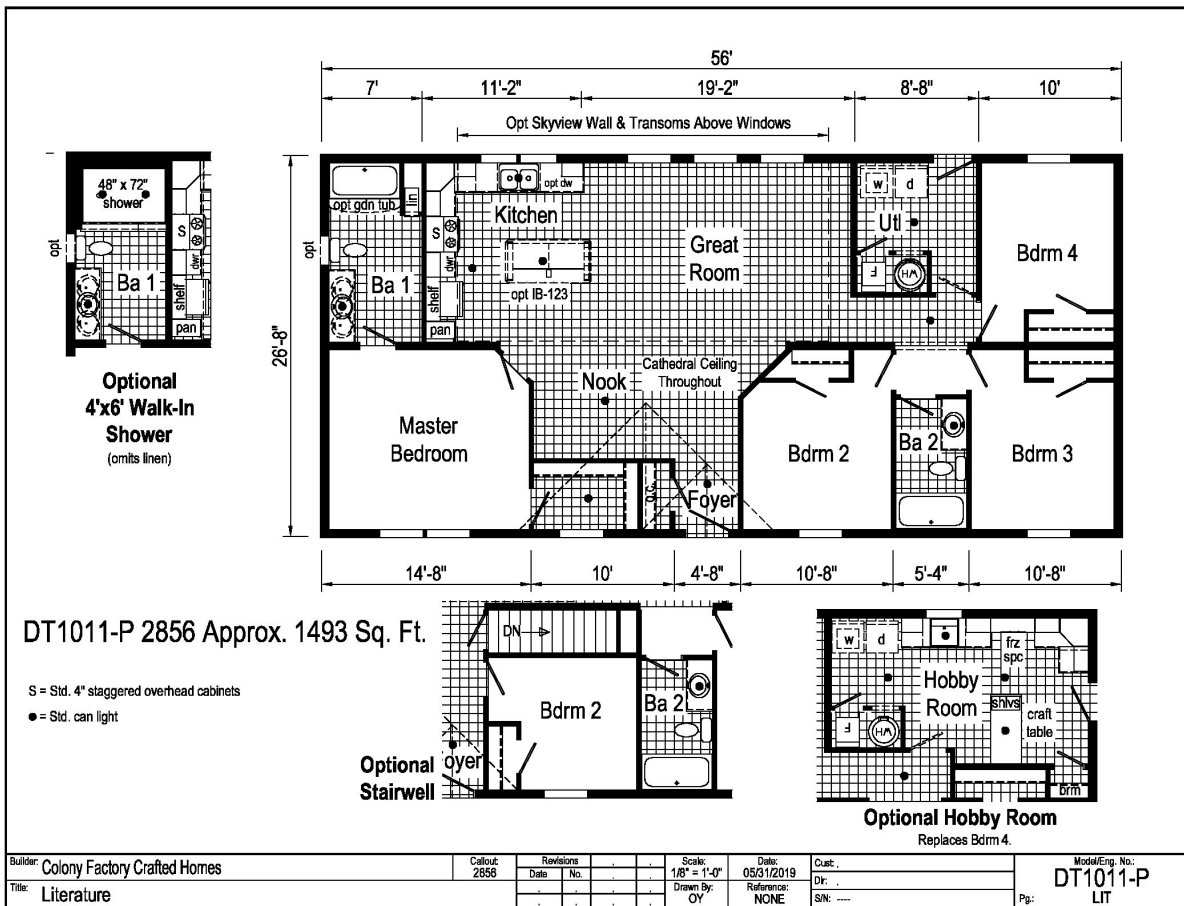 56'
7' 11'-2" 19'-2" 8'-8" 10'
Opt Skyview Wall & Transoms Above Windows
26'-8"
48" x 72"
shower
opt
S
dwr
shelf
pan
Ba 1
Optional
4'x6' Walk-In
Shower
(omits linen)
opt gdn tub
lin
opt
Ba 1
opt dw
Kitchen
S
dwr
shelf
pan
opt IB-123
Great
Room
w d
Utl
F
WH
Bdrm 4
Nook
Cathedral Ceiling
Throughout
Master
Bedroom
o.c.
Foyer
Bdrm 2
Ba 2
Bdrm 3
14'-8" 10' 4'-8" 10'-8" 5'-4" 10'-8"
DT1011-P 2856 Approx. 1493 Sq. Ft.
S = Std. 4" staggered overhead cabinets
● = Std. can light
DN
Bdrm 2
Ba 2
oyer
Optional
Stairwell
w d
frz
spc
Hobby
Room
shlvs
craft
table
F
WH
brm
Optional Hobby Room
Replaces Bdrm 4.
Builder: Colony Factory Crafted Homes
Title: Literature
Callout:
2856
Revisions
Date No.
Scale:
1/8" = 1'-0"
Drawn By:
OY
Date:
05/31/2019
Reference:
NONE
Cust: .
Dlr: .
S/N: ----
Model/Eng. No.:
DT1011-P
Pg.: LIT